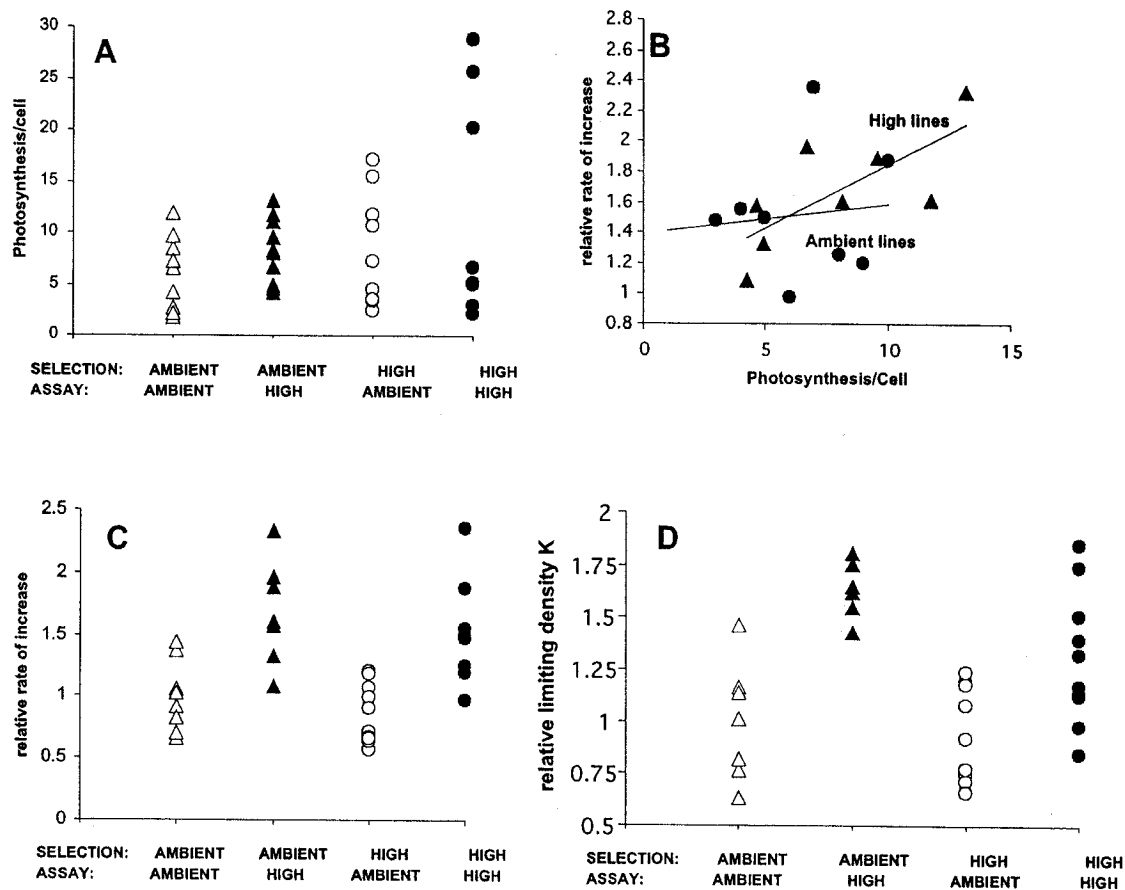 A
Photosynthesis/cell
30
25
20
15
10
5
0
SELECTION: AMBIENT AMBIENT HIGH HIGH
ASSAY: AMBIENT HIGH AMBIENT HIGH
B
relative rate of increase
2.8
2.6
2.4
2.2
2
1.8
1.6
1.4
1.2
1
0.8
High lines
Ambient lines
0 5 10 15
Photosynthesis/Cell
C
relative rate of increase
2.5
2
1.5
1
0.5
0
SELECTION: AMBIENT AMBIENT HIGH HIGH
ASSAY: AMBIENT HIGH AMBIENT HIGH
D
relative limiting density K
2
1.75
1.5
1.25
1
0.75
0.5
SELECTION: AMBIENT AMBIENT HIGH HIGH
ASSAY: AMBIENT HIGH AMBIENT HIGH